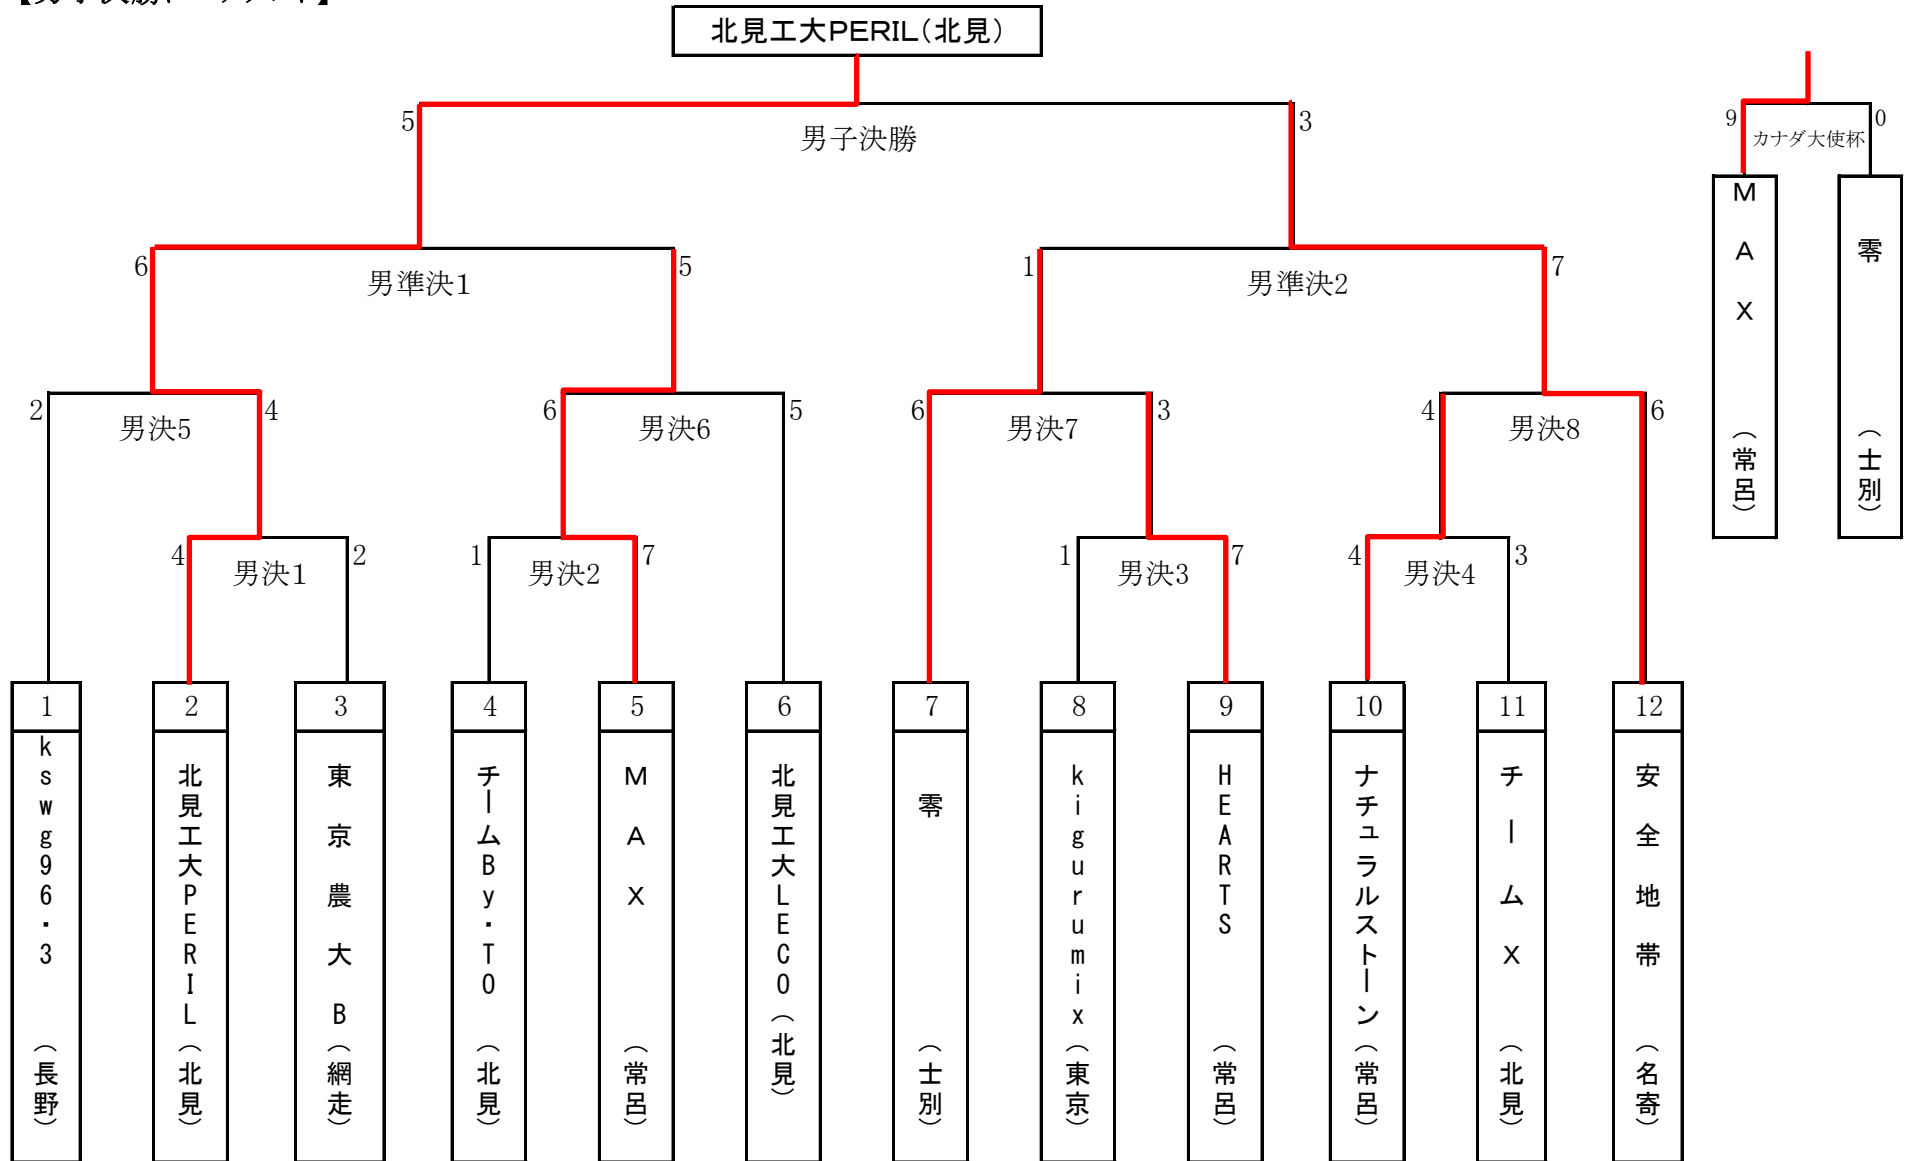 北見工大PERIL（北見）
5
男子決勝
3
9
カナダ大使杯
0
MAX（常呂）
零（士別）
6
男準決1
5
1
男準決2
7
2
男決5
4
6
男決6
5
6
男決7
3
4
男決8
6
4
男決1
2
1
男決2
7
1
男決3
7
4
男決4
3
1
kswg96・3（長野）
2
北見工大PERIL（北見）
3
東京農大B（網走）
4
チームBy・TO（北見）
5
MAX（常呂）
6
北見工大LECO（北見）
7
零（士別）
8
kigurumix（東京）
9
HEARTS（常呂）
10
ナチュラルストーン（常呂）
11
チームX（北見）
12
安全地帯（名寄）